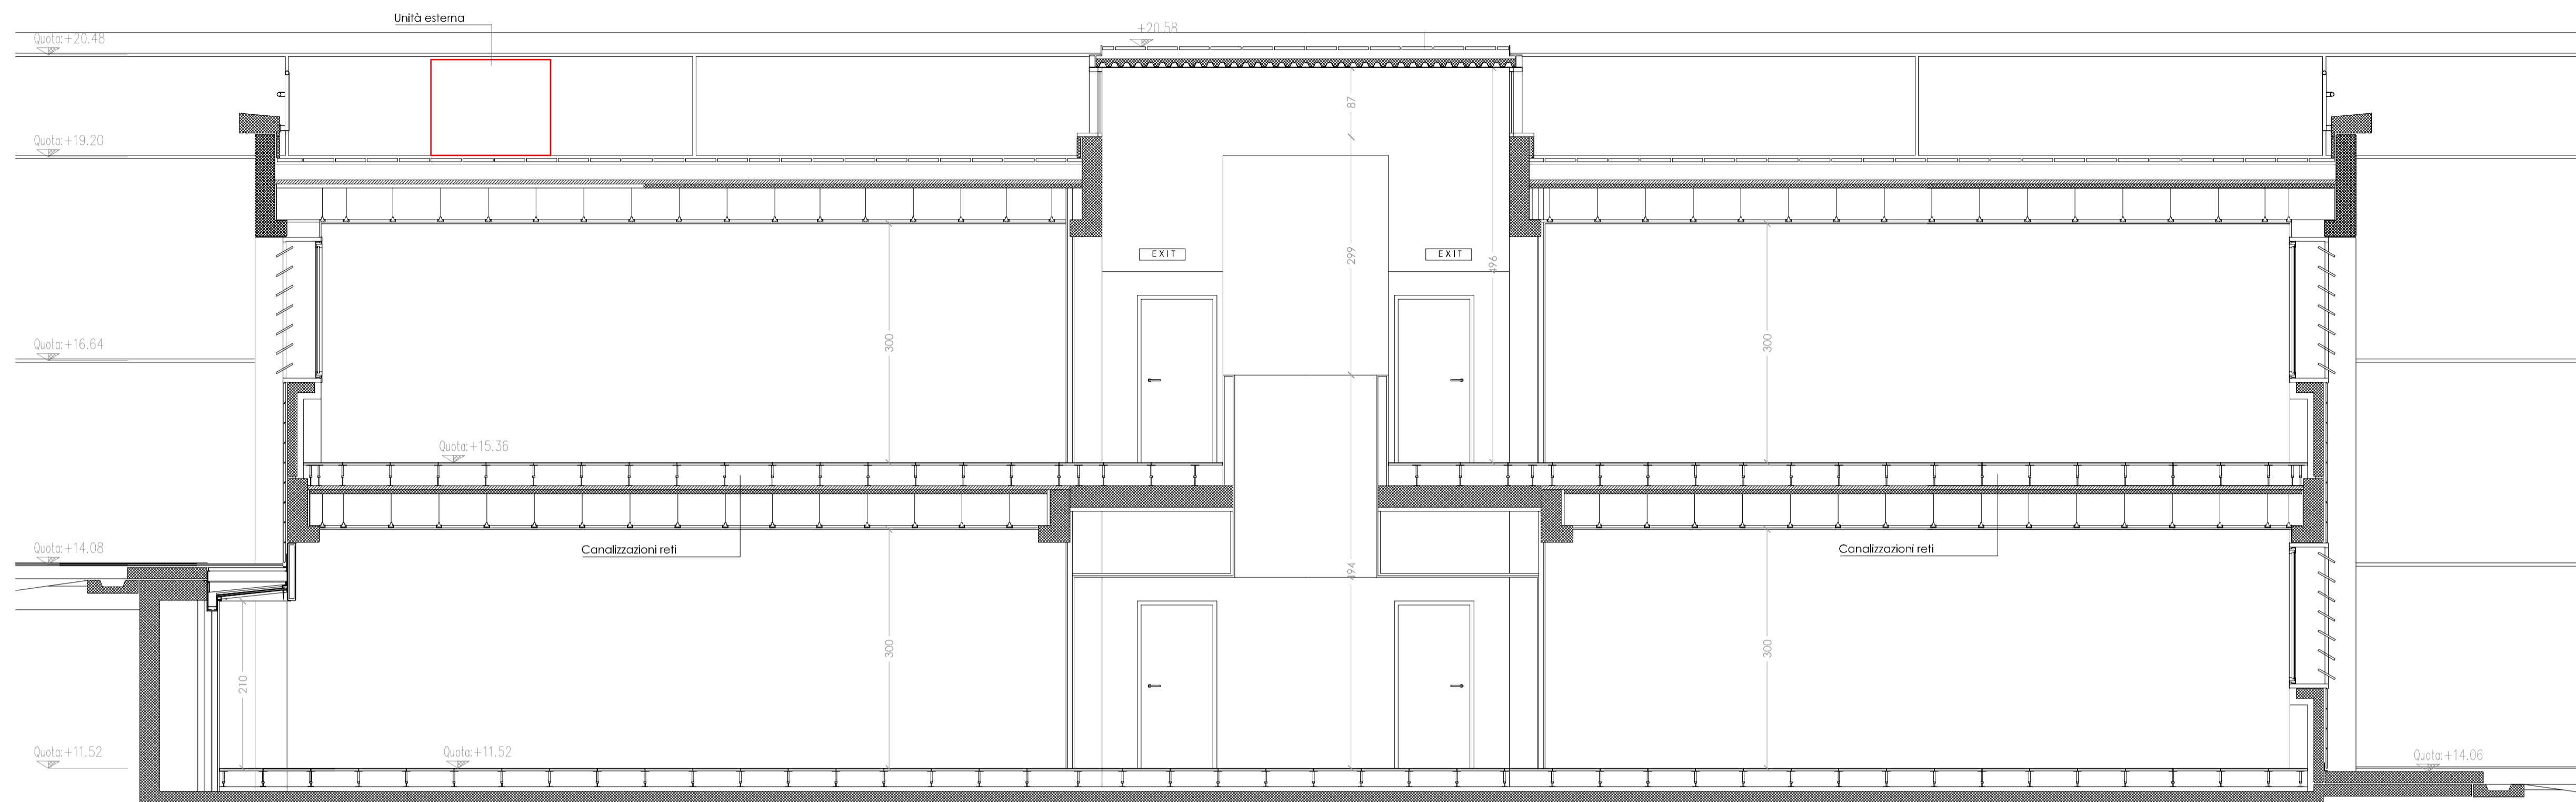 Unità esterna
+20.58
Quota:+20.48
87
Quota:+19.20
EXIT
299
EXIT
496
300
300
Quota:+16.64
Quota:+15.36
Quota:+14.08
Canalizzazioni reti
Canalizzazioni reti
494
300
300
210
Quota:+11.52
Quota:+11.52
Quota:+14.06